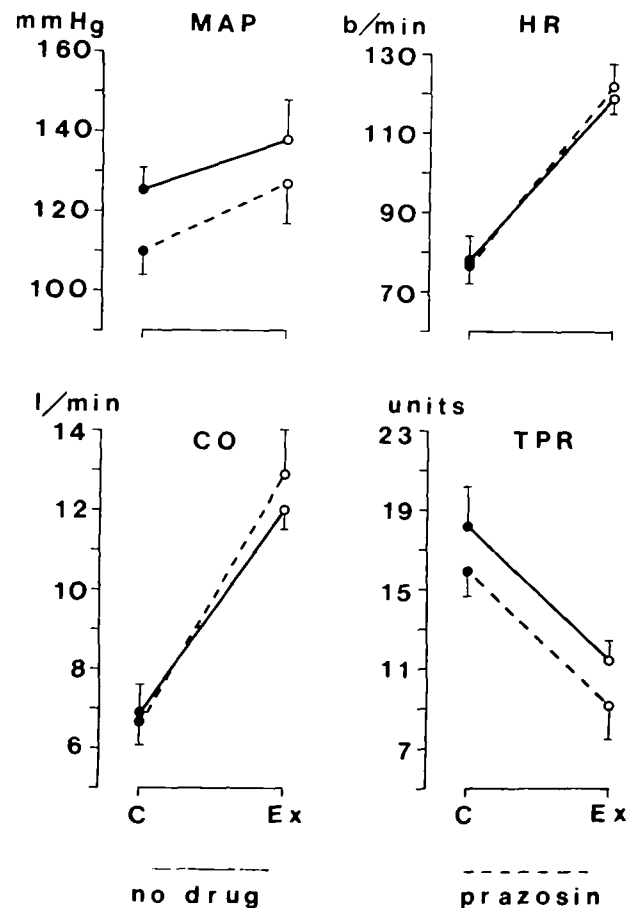 mmHg MAP
160
140
120
100
b/min HR
130
110
90
70
l/min
CO
14
12
10
8
6
C Ex
units
TPR
23
19
15
11
7
C Ex
no drug
prazosin